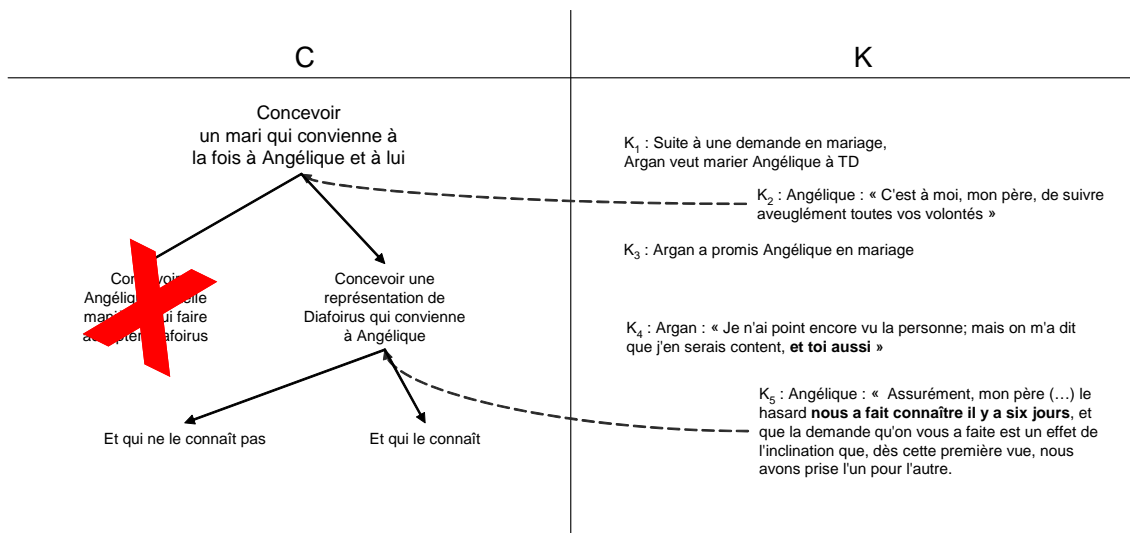 C
K
Concevoir
un mari qui convienne à
la fois à Angélique et à lui
K1 : Suite à une demande en mariage,
Argan veut marier Angélique à TD
K2 : Angélique : « C'est à moi, mon père, de suivre
aveuglément toutes vos volontés »
K3 : Argan a promis Angélique en mariage
Angélique
faire
Concevoir une
représentation de
Diafoirus qui convienne
à Angélique
K4 : Argan : « Je n'ai point encore vu la personne; mais on m'a dit
que j'en serais content, et toi aussi »
K5 : Angélique : « Assurément, mon père (…) le
hasard nous a fait connaître il y a six jours, et
que la demande qu'on vous a faite est un effet de
l'inclination que, dès cette première vue, nous
avons prise l'un pour l'autre.
Et qui ne le connaît pas
Et qui le connaît